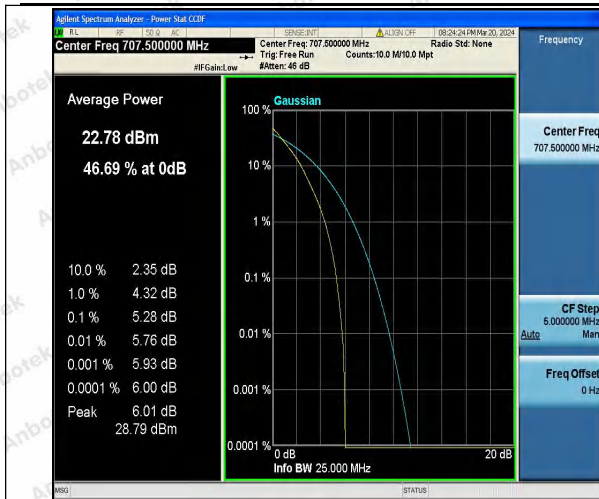 Agilent Spectrum Analyzer - Power Stat CCDF
RL RF 50 Ω AC SENSE:INT ALIGN OFF 08:24:24 PM Mar 20, 2024
Center Freq 707.500000 MHz
Center Freq: 707.500000 MHz Radio Std: None
Trig: Free Run Counts:10.0 M/10.0 Mpt
#IFGain:Low #Atten: 46 dB
Frequency
Average Power
22.78 dBm
46.69 % at 0dB
10.0 % 2.35 dB
1.0 % 4.32 dB
0.1 % 5.28 dB
0.01 % 5.76 dB
0.001 % 5.93 dB
0.0001 % 6.00 dB
Peak 6.01 dB
28.79 dBm
Gaussian
100 %
10 %
1 %
0.1 %
0.01 %
0.001 %
0.0001 %
0 dB 20 dB
Info BW 25.000 MHz
Center Freq
707.500000 MHz
CF Step
5.000000 MHz
Auto Man
Freq Offset
0 Hz
MSG STATUS